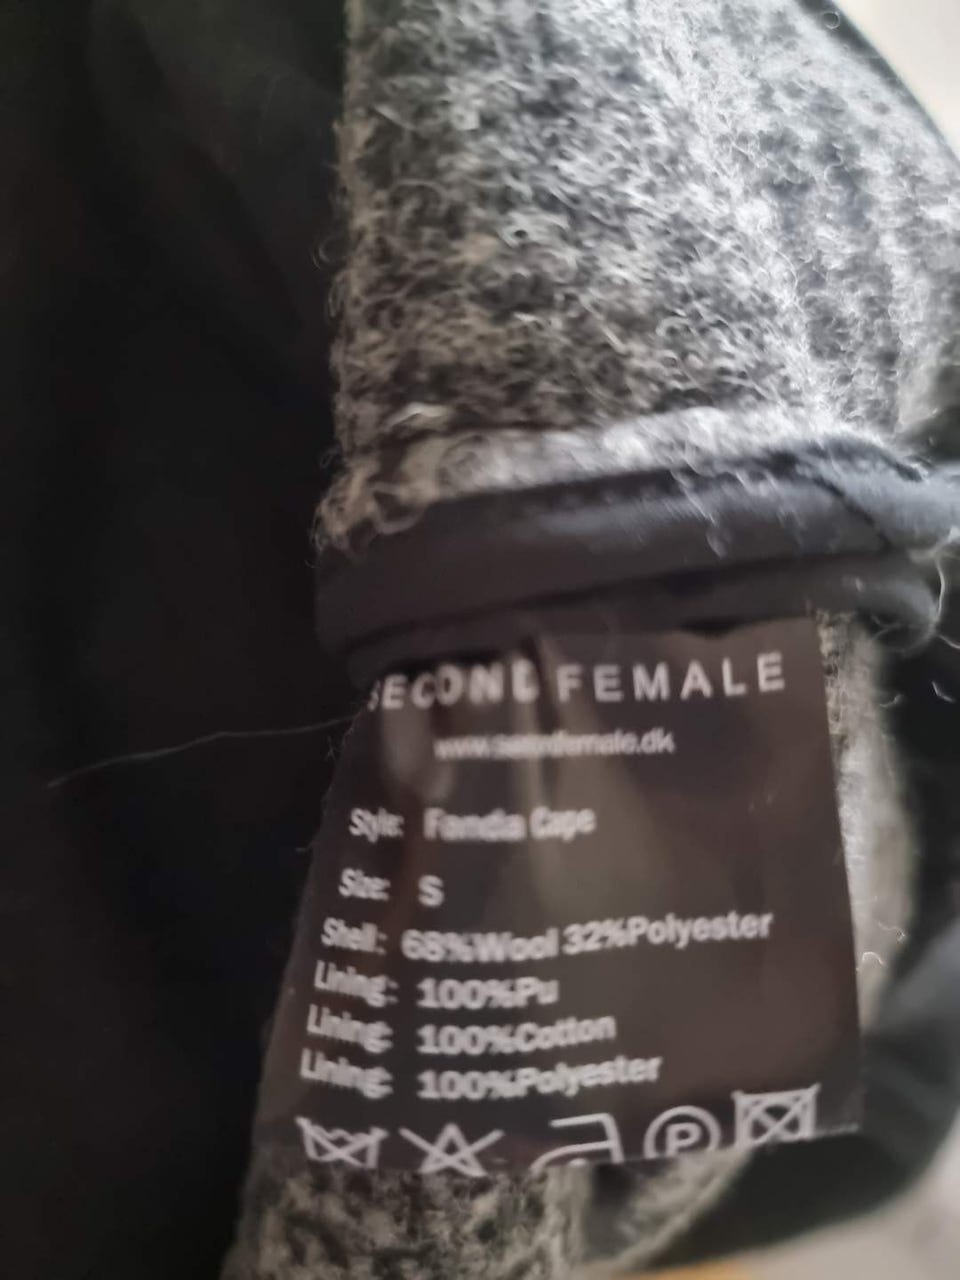 SECOND FEMALE
www.secondfemale.dk
Style: Fanda Cape
Size: S
Shell: 68%Wool 32%Polyester
Lining: 100%Pu
Lining: 100%Cotton
Lining: 100%Polyester
P